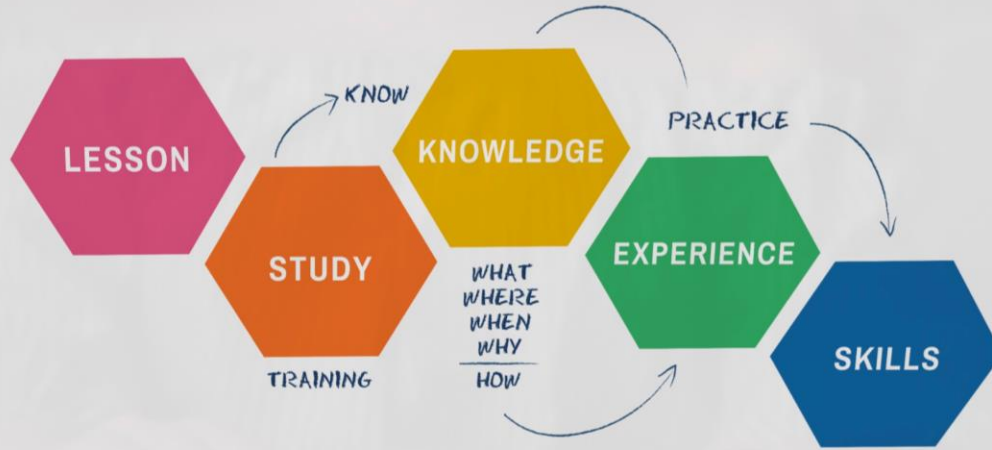 LESSON
STUDY
TRAINING
KNOW
KNOWLEDGE
WHAT
WHERE
WHEN
WHY
HOW
EXPERIENCE
PRACTICE
SKILLS